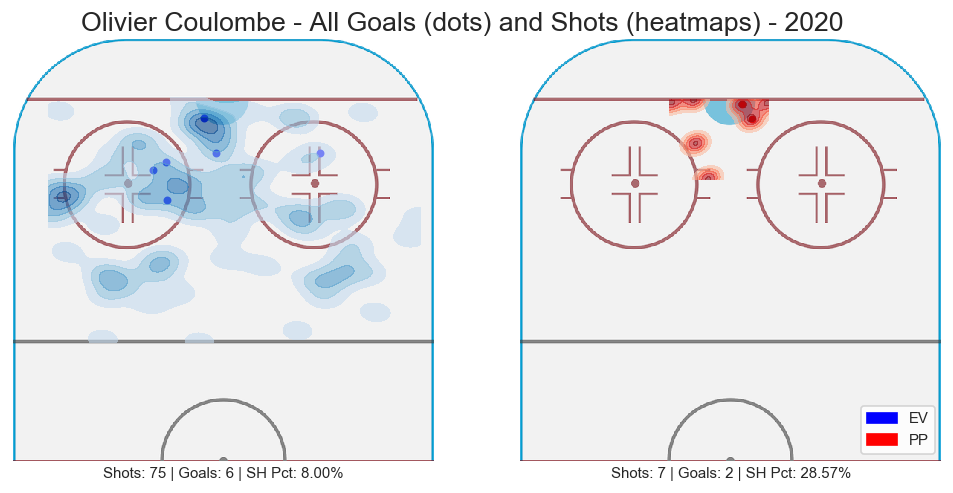 Olivier Coulombe - All Goals (dots) and Shots (heatmaps) - 2020
EV
PP
Shots: 75 | Goals: 6 | SH Pct: 8.00%
Shots: 7 | Goals: 2 | SH Pct: 28.57%